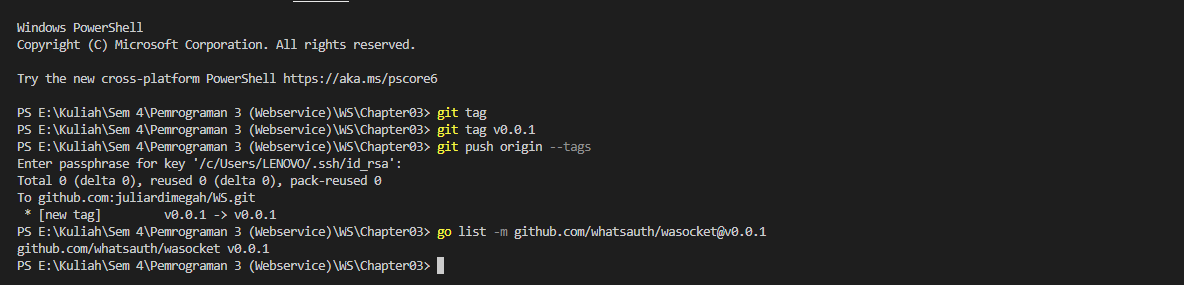 Windows PowerShell
Copyright (C) Microsoft Corporation. All rights reserved.
Try the new cross-platform PowerShell https://aka.ms/pscore6
PS E:\Kuliah\Sem 4\Pemrograman 3 (Webservice)\WS\Chapter03> git tag
PS E:\Kuliah\Sem 4\Pemrograman 3 (Webservice)\WS\Chapter03> git tag v0.0.1
PS E:\Kuliah\Sem 4\Pemrograman 3 (Webservice)\WS\Chapter03> git push origin --tags
Enter passphrase for key '/c/Users/LENOVO/.ssh/id_rsa':
Total 0 (delta 0), reused 0 (delta 0), pack-reused 0
To github.com:juliardimegah/WS.git
 * [new tag]         v0.0.1 -> v0.0.1
PS E:\Kuliah\Sem 4\Pemrograman 3 (Webservice)\WS\Chapter03> go list -m github.com/whatsauth/wasocket@v0.0.1
github.com/whatsauth/wasocket v0.0.1
PS E:\Kuliah\Sem 4\Pemrograman 3 (Webservice)\WS\Chapter03>